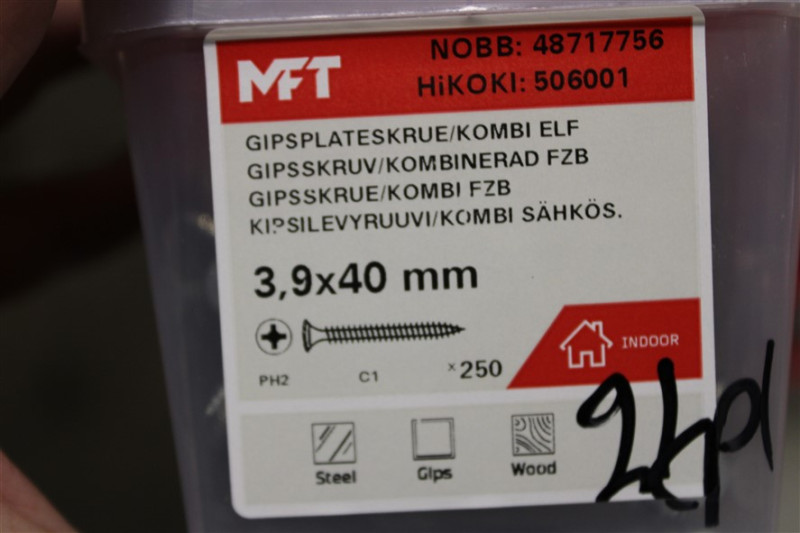 MFT
NOBB: 48717756
HiKOKI: 506001
GIPSPLATESKRUE/KOMBI ELF
GIPSSKRUV/KOMBINERAD FZB
GIPSSKRUE/KOMBI FZB
KIPSILEVYRUUVI/KOMBI SÄHKÖS.
3,9x40 mm
INDOOR
PH2
C1
x250
Steel
Gips
Wood